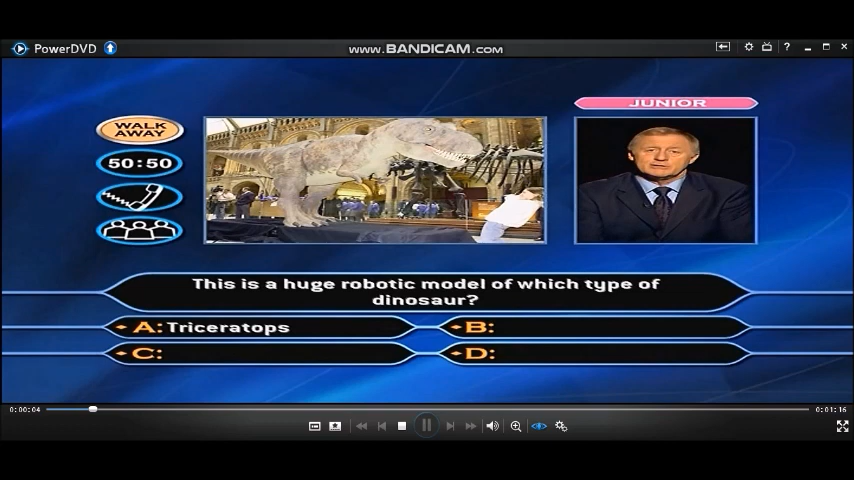 PowerDVD
www.BANDICAM.com
?
JUNIOR
WALK
AWAY
50:50
This is a huge robotic model of which type of
dinosaur?
A: Triceratops
B:
C:
D:
0:00:04
0:01:16